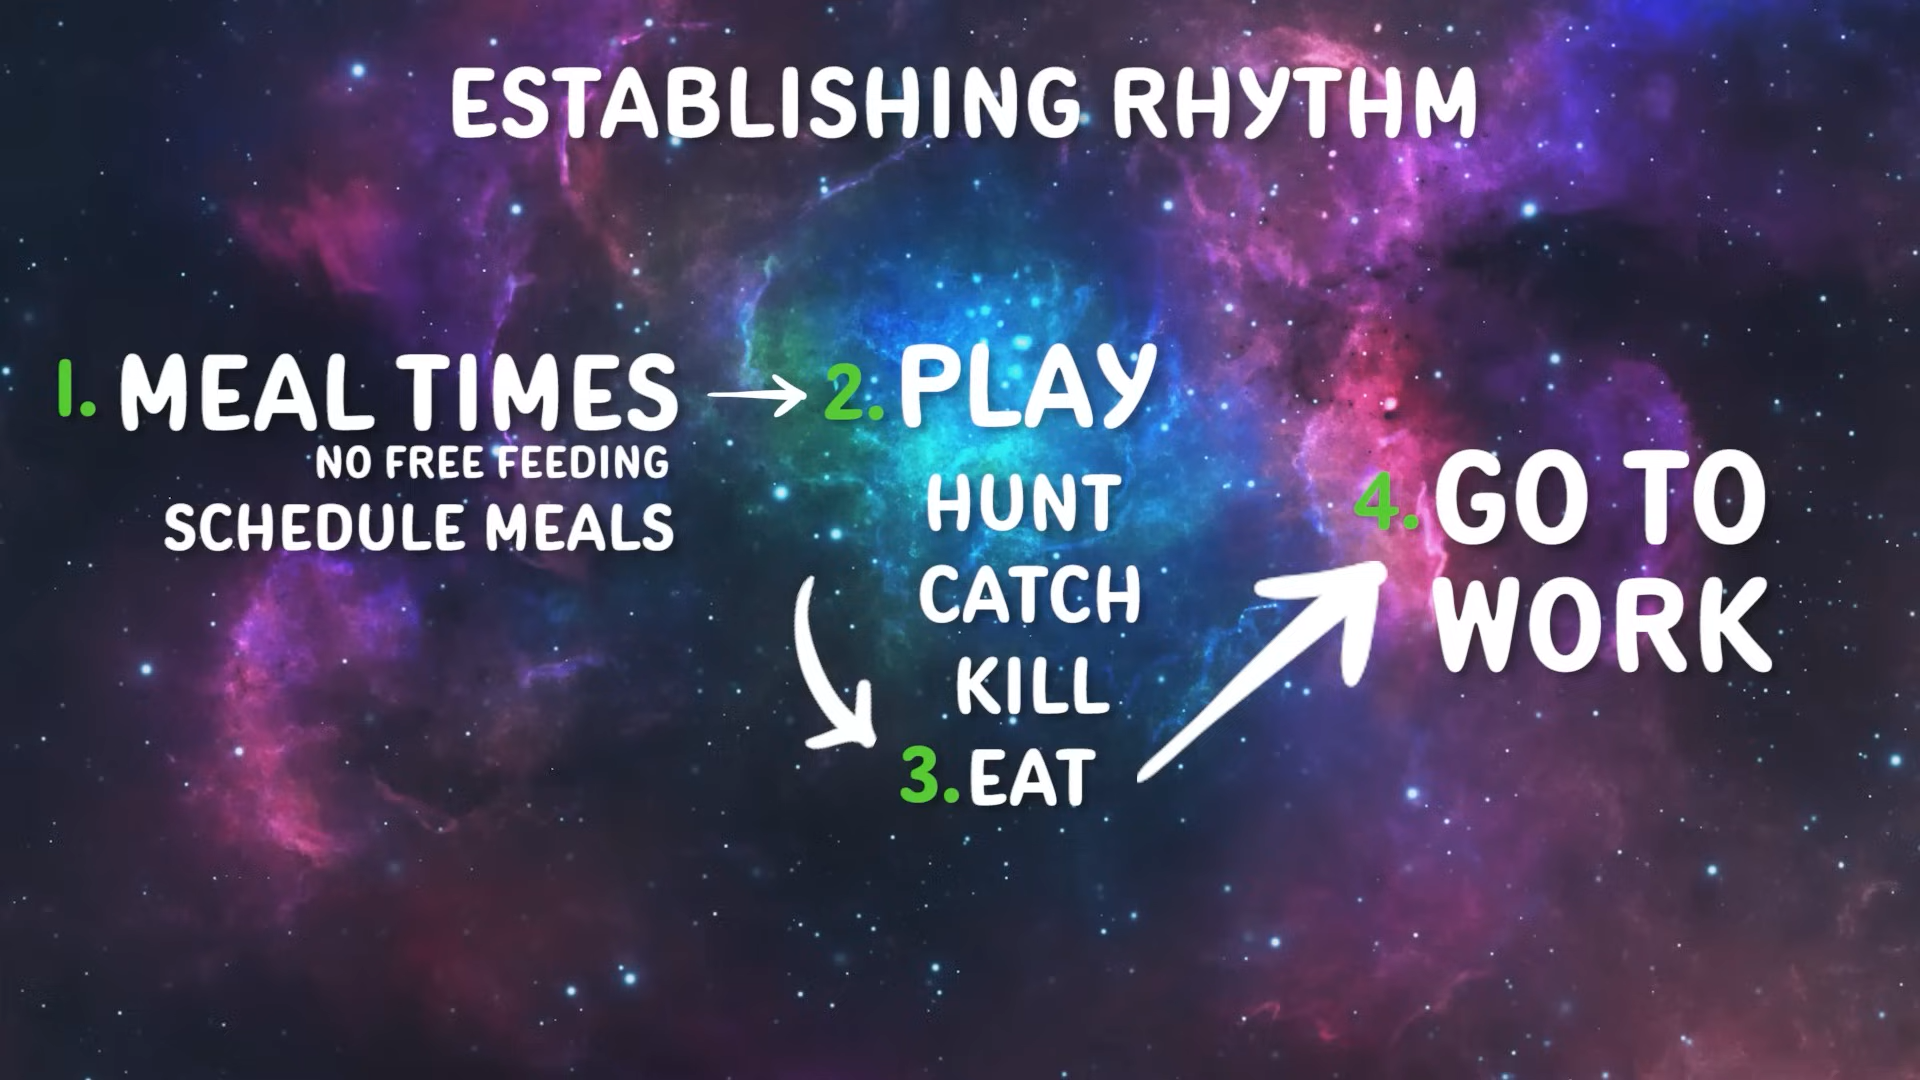 ESTABLISHING RHYTHM
1. MEAL TIMES
NO FREE FEEDING
SCHEDULE MEALS
2. PLAY
HUNT
CATCH
KILL
3. EAT
4. GO TO
WORK